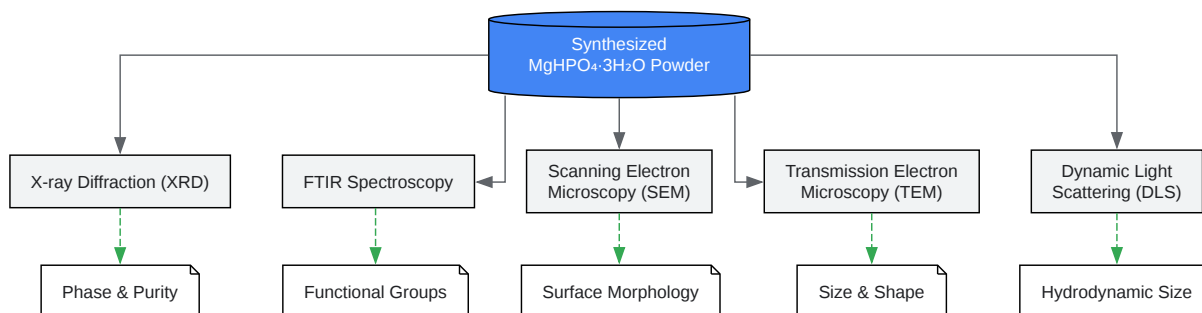 Synthesized
MgHPO₄·3H₂O Powder
X-ray Diffraction (XRD)
FTIR Spectroscopy
Scanning Electron
Microscopy (SEM)
Transmission Electron
Microscopy (TEM)
Dynamic Light
Scattering (DLS)
Phase & Purity
Functional Groups
Surface Morphology
Size & Shape
Hydrodynamic Size